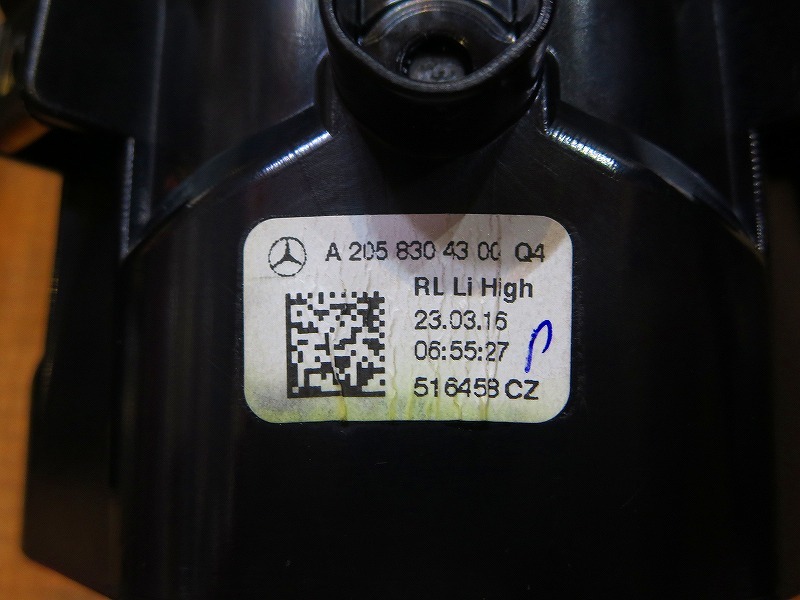 A 205 830 43 00 Q4
RL Li High
23.03.16
06:55:27
516458 CZ